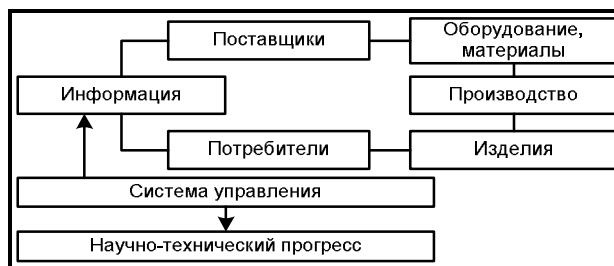 Поставщики
Оборудование,
материалы
Информация
Производство
Потребители
Изделия
Система управления
Научно-технический прогресс